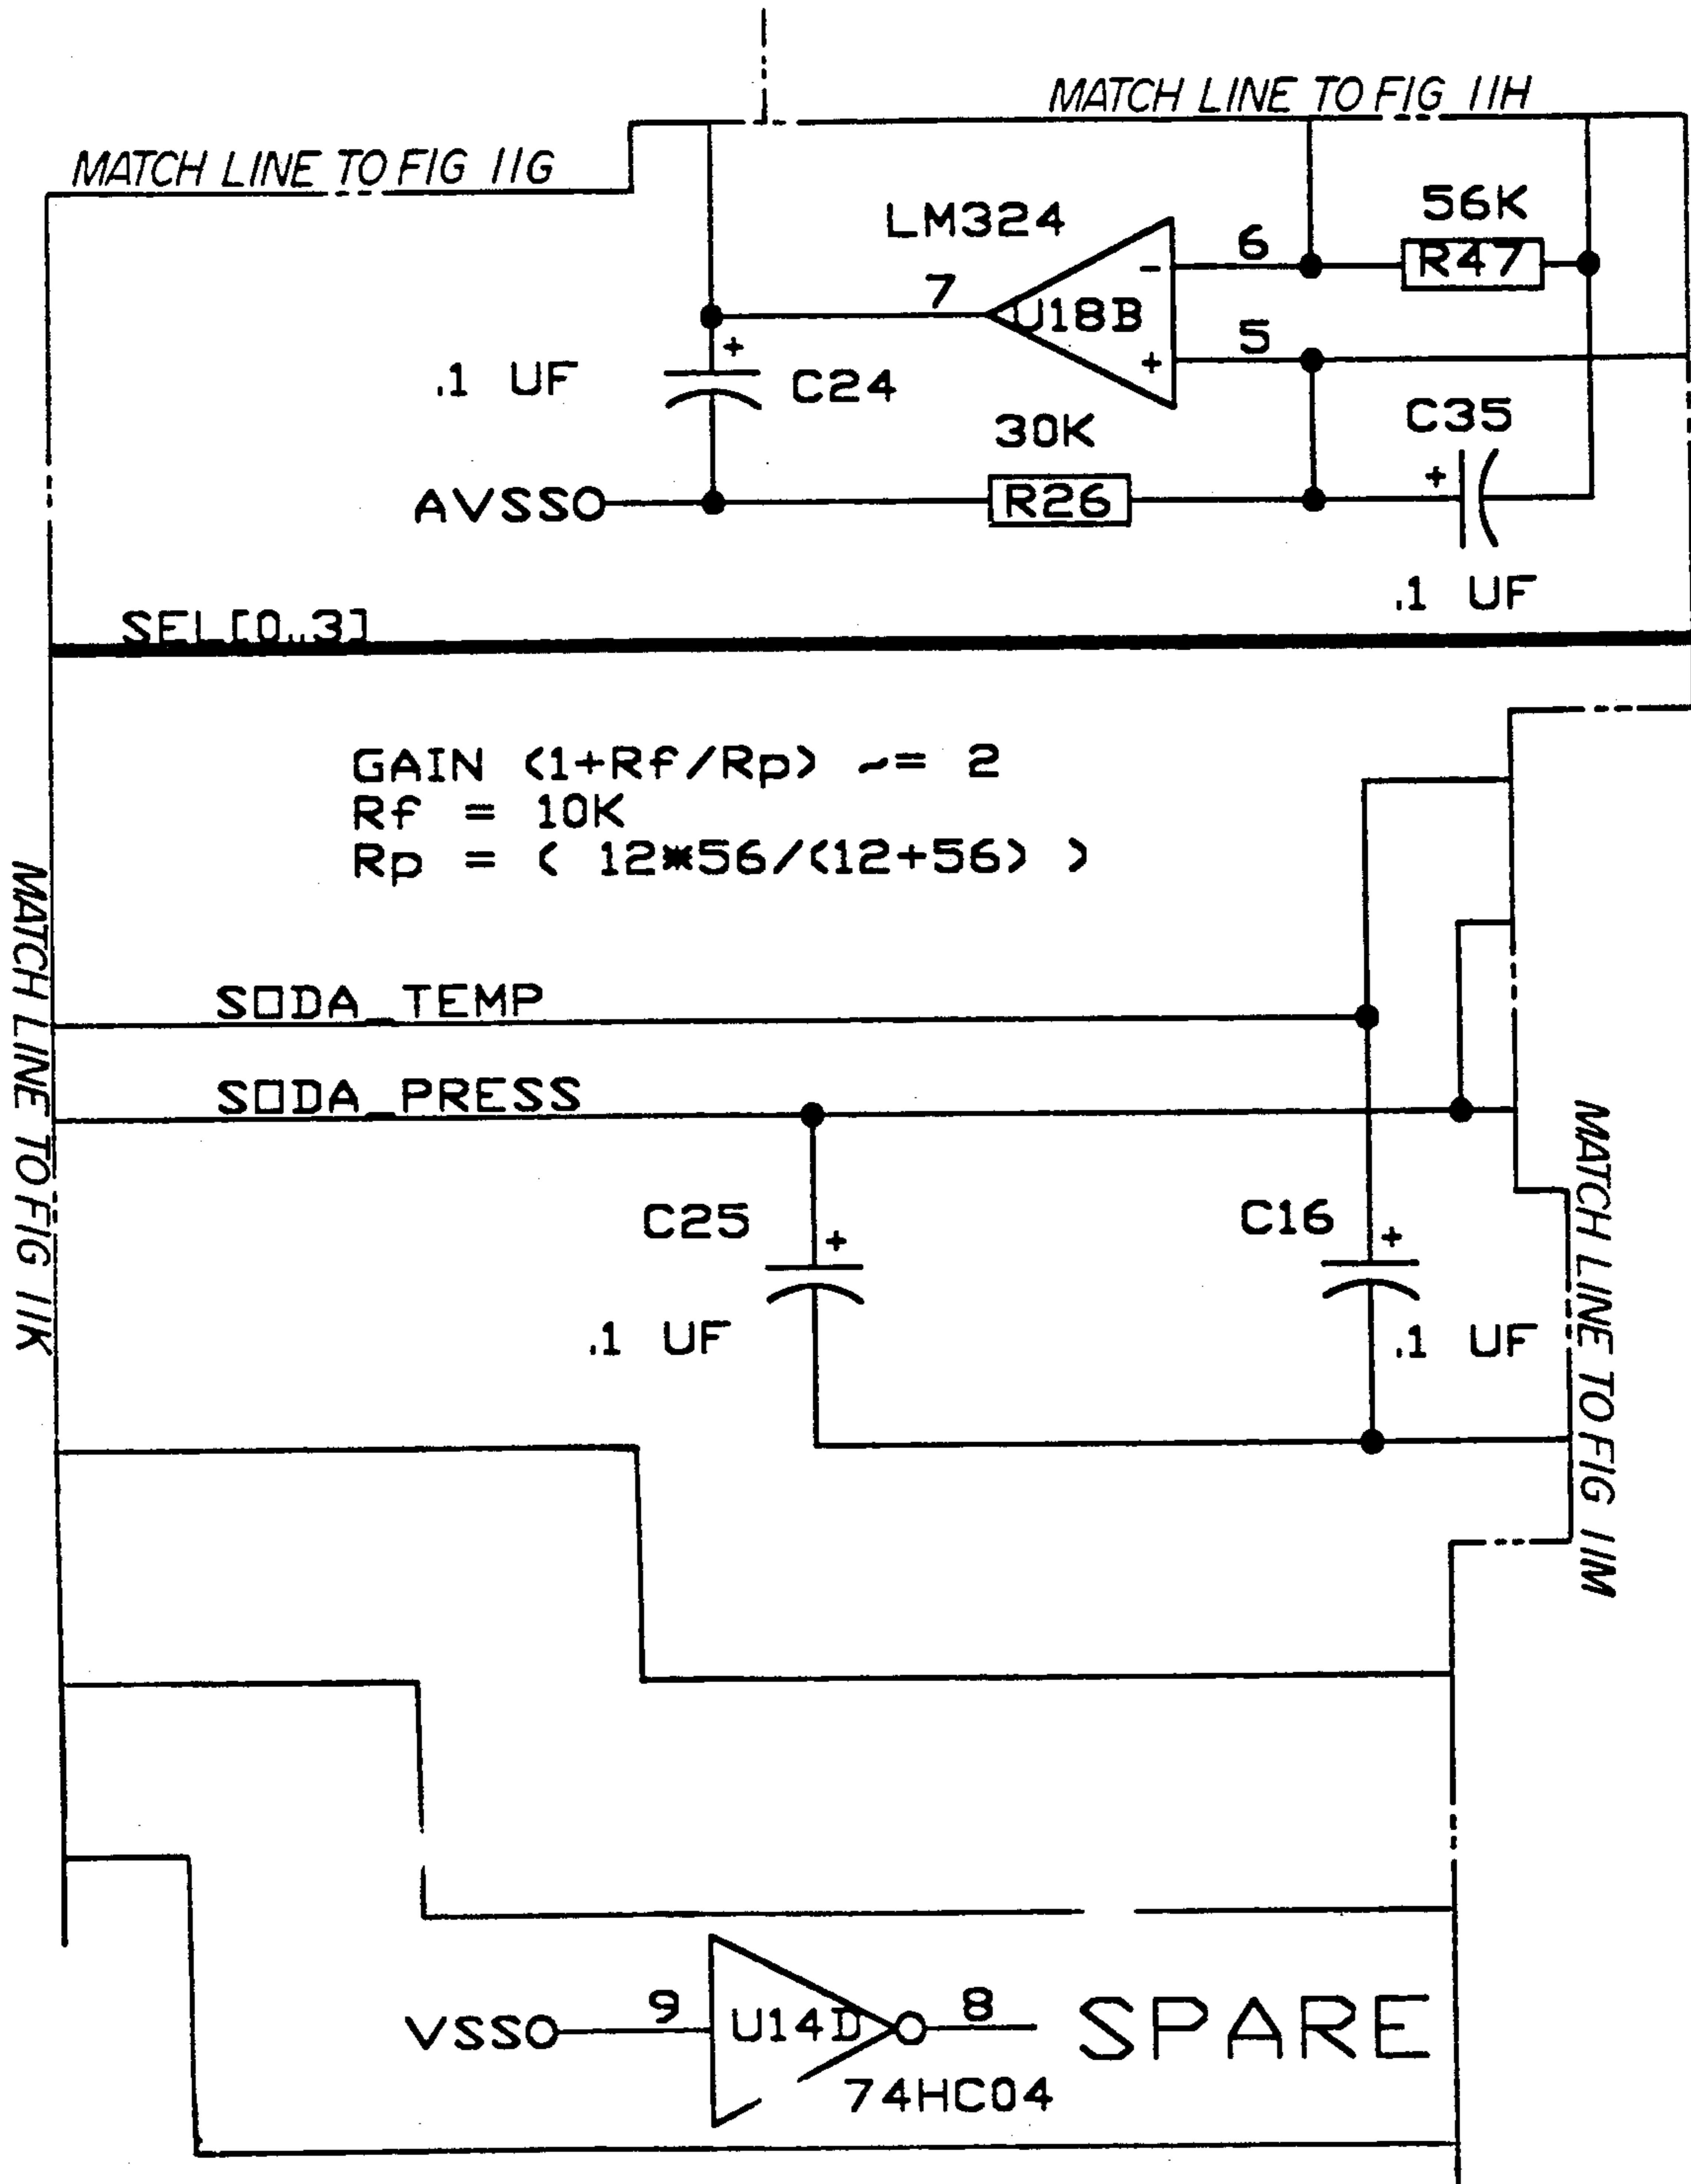 MATCH LINE TO FIG 11H
MATCH LINE TO FIG 11G
LM324
56K
6
R47
7
U18B
-
5
+
+
.1 UF
C24
C35
30K
+
AVSS
R26
.1 UF
SEL[0..3]
GAIN (1+Rf/Rp) ~= 2
Rf = 10K
Rp = ( 12*56/(12+56) )
MATCH LINE TO FIG 11K
SODA_TEMP
SODA_PRESS
MATCH LINE TO FIG 11M
C25
+
C16
+
.1 UF
.1 UF
9
8
VSS
U14D
SPARE
74HC04